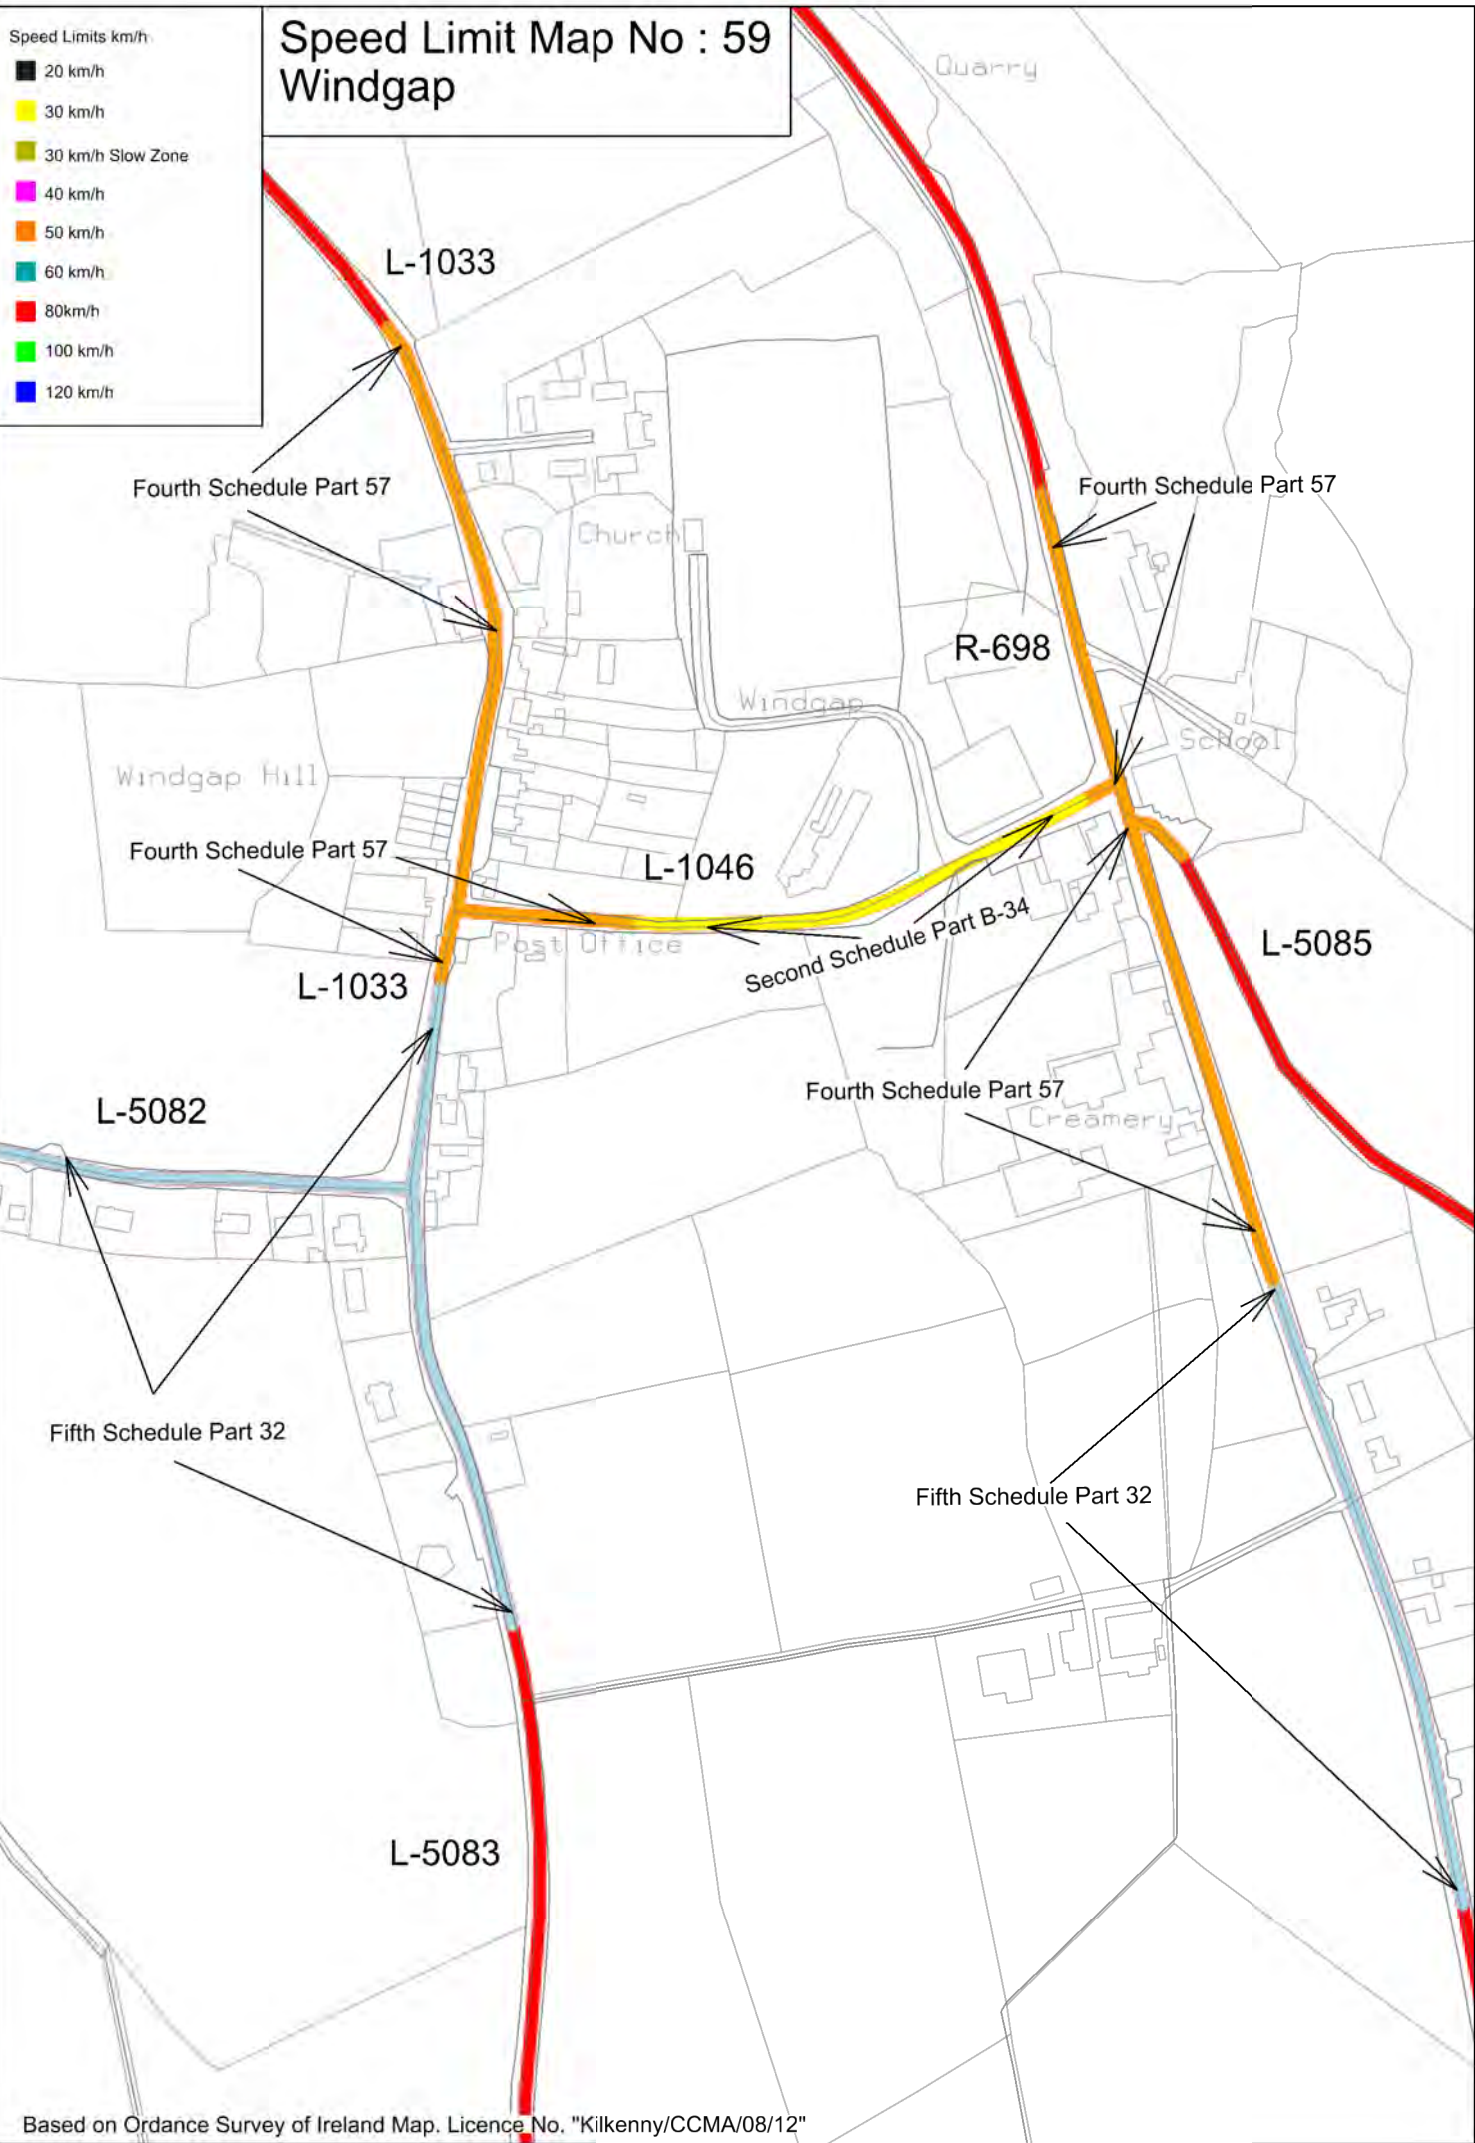 Speed Limit Map No : 59
Windgap
Speed Limits km/h
20 km/h
30 km/h
30 km/h Slow Zone
40 km/h
50 km/h
60 km/h
80km/h
100 km/h
120 km/h
Quarry
L-1033
Fourth Schedule Part 57
Fourth Schedule Part 57
Church
R-698
Windgap
School
Windgap Hill
Fourth Schedule Part 57
L-1046
Second Schedule Part B-34
Post Office
L-5085
L-1033
Fourth Schedule Part 57
L-5082
Creamery
Fifth Schedule Part 32
Fifth Schedule Part 32
L-5083
Based on Ordance Survey of Ireland Map. Licence No. "Kilkenny/CCMA/08/12"